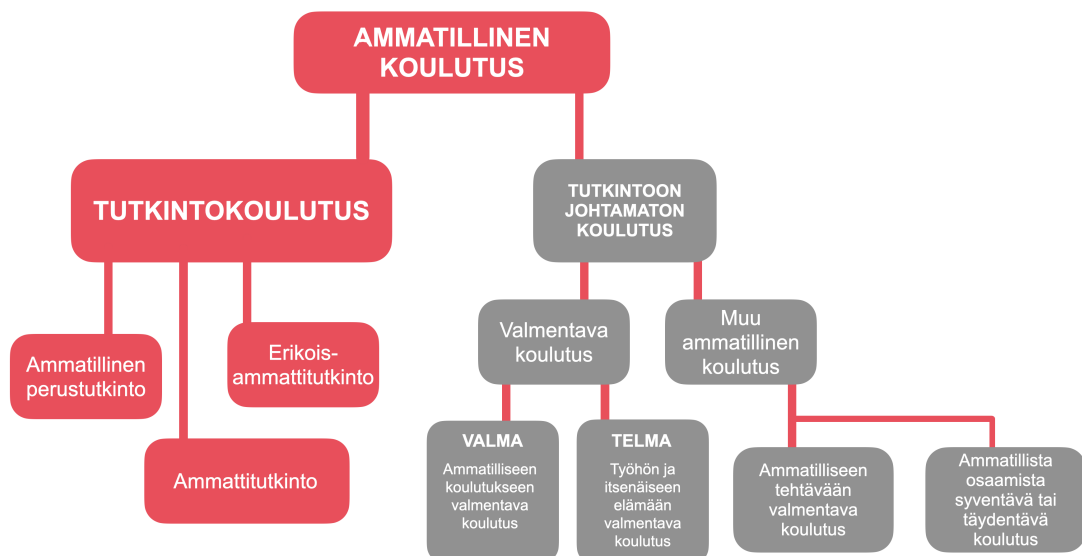 AMMATILLINEN
KOULUTUS
TUTKINTOKOULUTUS
TUTKINTOON
JOHTAMATON
KOULUTUS
Ammatillinen
perustutkinto
Erikois-
ammattitutkinto
Ammattitutkinto
Valmentava
koulutus
Muu
ammatillinen
koulutus
VALMA
Ammatilliseen
koulutukseen
valmentava
koulutus
TELMA
Työhön ja
itsenäiseen
elämään
valmentava
koulutus
Ammatilliseen
tehtävään
valmentava
koulutus
Ammatillista
osaamista
syventävä tai
täydentävä
koulutus